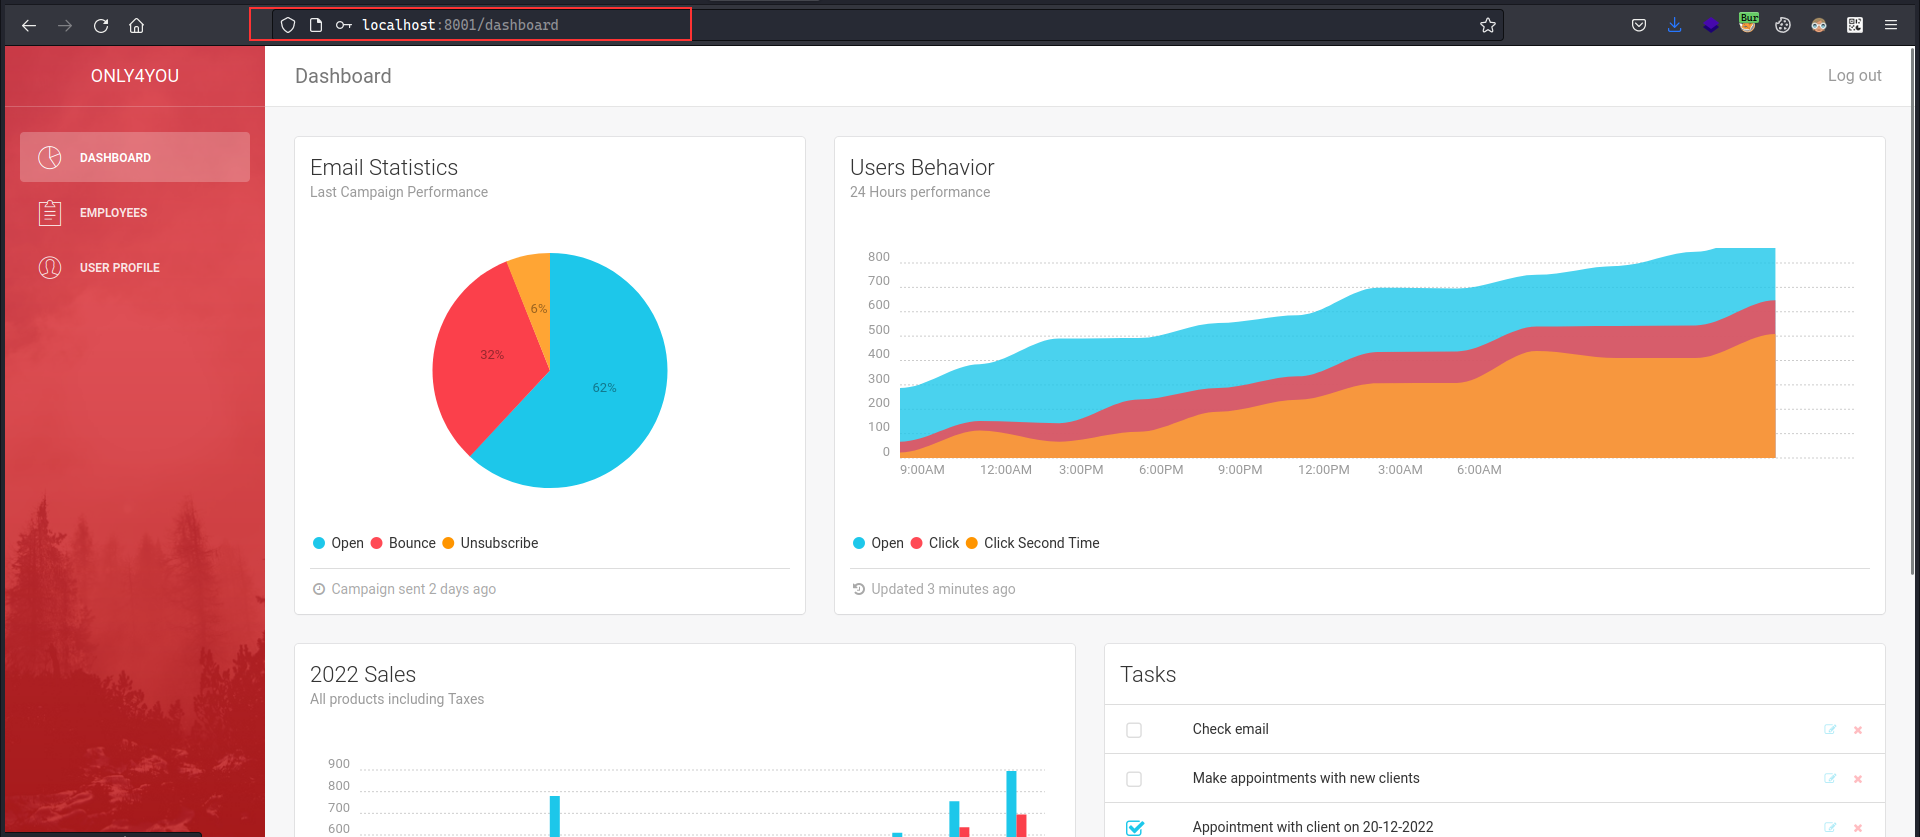 localhost:8001/dashboard
Bur
ONLY4YOU
Dashboard
Log out
DASHBOARD
EMPLOYEES
USER PROFILE
Email Statistics
Last Campaign Performance
6%
32%
62%
Open Bounce Unsubscribe
Campaign sent 2 days ago
Users Behavior
24 Hours performance
800
700
600
500
400
300
200
100
0
9:00AM 12:00AM 3:00PM 6:00PM 9:00PM 12:00PM 3:00AM 6:00AM
Open Click Click Second Time
Updated 3 minutes ago
2022 Sales
All products including Taxes
900
800
700
600
Tasks
Check email
Make appointments with new clients
Appointment with client on 20-12-2022